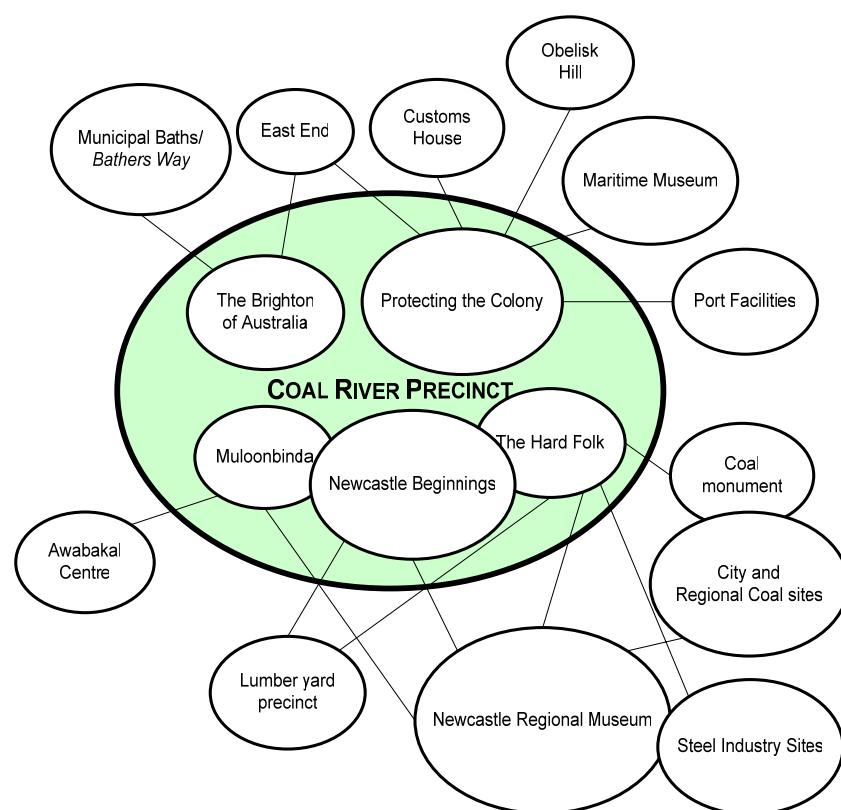 Obelisk
Hill
Customs
House
East End
Municipal Baths/
Bathers Way
Maritime Museum
The Brighton
of Australia
Protecting the Colony
Port Facilities
COAL RIVER PRECINCT
Muloonbinda
Newcastle Beginnings
The Hard Folk
Coal
monument
Awabakal
Centre
City and
Regional Coal sites
Lumber yard
precinct
Newcastle Regional Museum
Steel Industry Sites